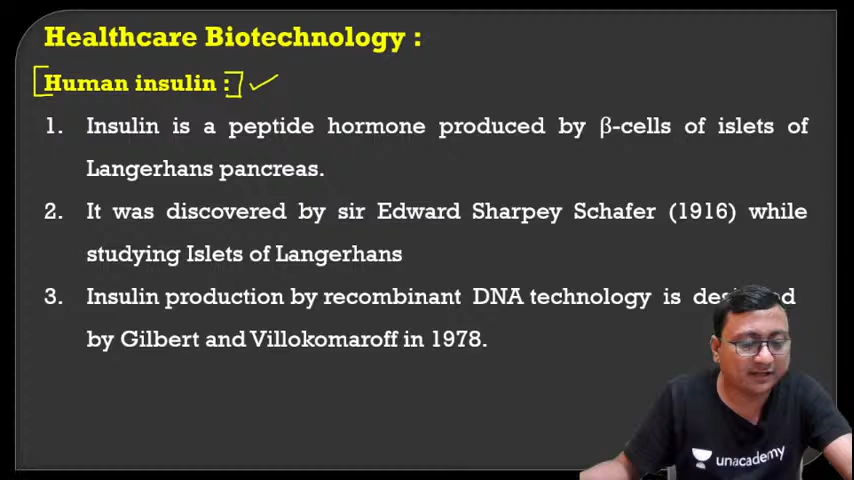 Healthcare Biotechnology :
Human insulin :
1. Insulin is a peptide hormone produced by β-cells of islets of
Langerhans pancreas.
2. It was discovered by sir Edward Sharpey Schafer (1916) while
studying Islets of Langerhans
3. Insulin production by recombinant DNA technology is
by Gilbert and Villokomaroff in 1978.
unacademy